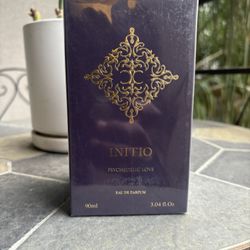 INITIO
PSYCHEDELIC LOVE
EAU DE PARFUM
90ml 3.04 fl.Oz